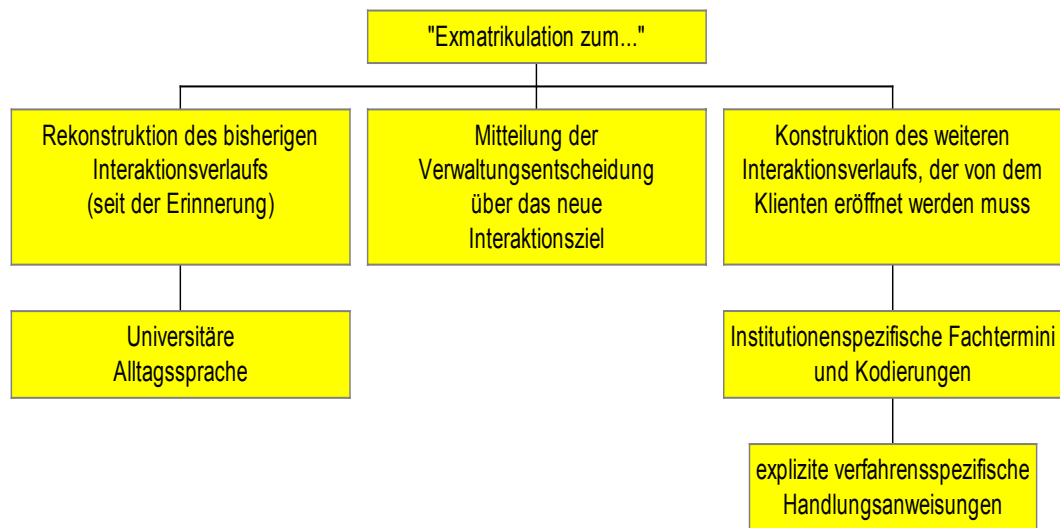 "Exmatrikulation zum..."
Rekonstruktion des bisherigen
Interaktionsverlaufs
(seit der Erinnerung)
Mitteilung der
Verwaltungsentscheidung
über das neue
Interaktionsziel
Konstruktion des weiteren
Interaktionsverlaufs, der von dem
Klienten eröffnet werden muss
Universitäre
Alltagssprache
Institutionenspezifische Fachtermini
und Kodierungen
explizite verfahrensspezifische
Handlungsanweisungen